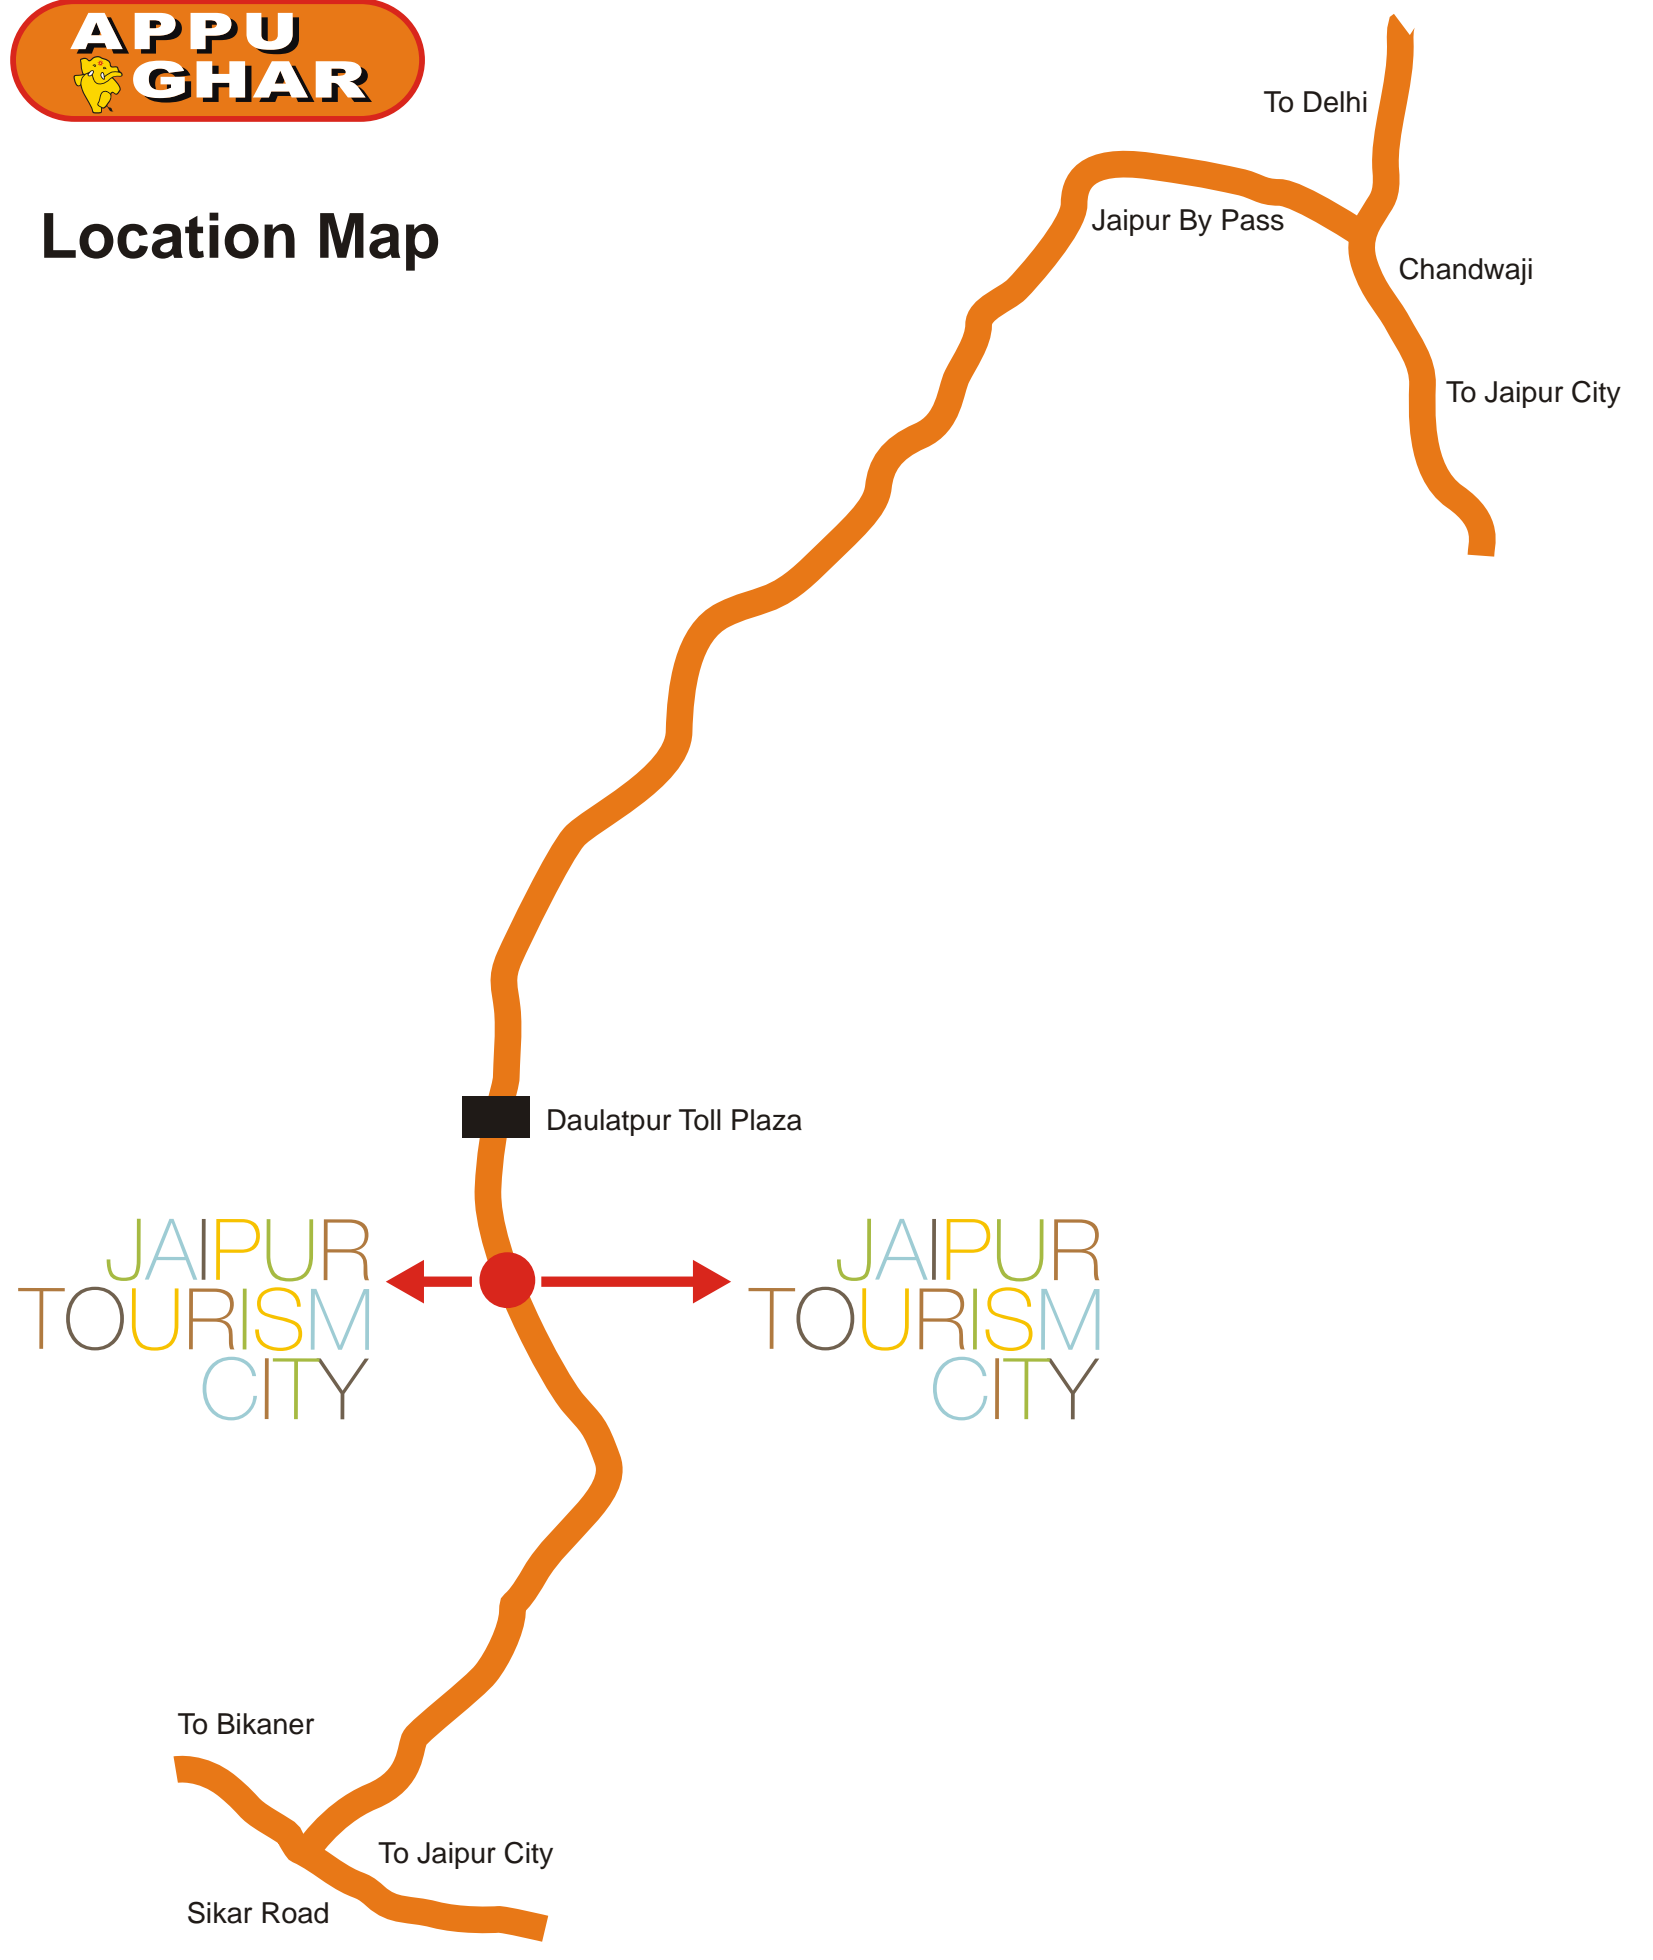 APPU
GHAR
Location Map
To Delhi
Jaipur By Pass
Chandwaji
To Jaipur City
Daulatpur Toll Plaza
JAIPUR
TOURISM
CITY
JAIPUR
TOURISM
CITY
To Bikaner
To Jaipur City
Sikar Road